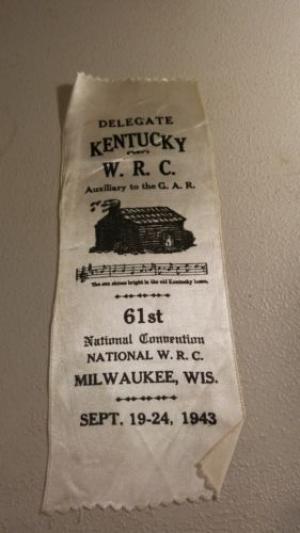 DELEGATE
KENTUCKY
W. R. C.
Auxiliary to the G. A. R.
The sun shines bright in the old Kentucky home.
61st
National Convention
NATIONAL W. R. C.
MILWAUKEE, WIS.
SEPT. 19-24, 1943